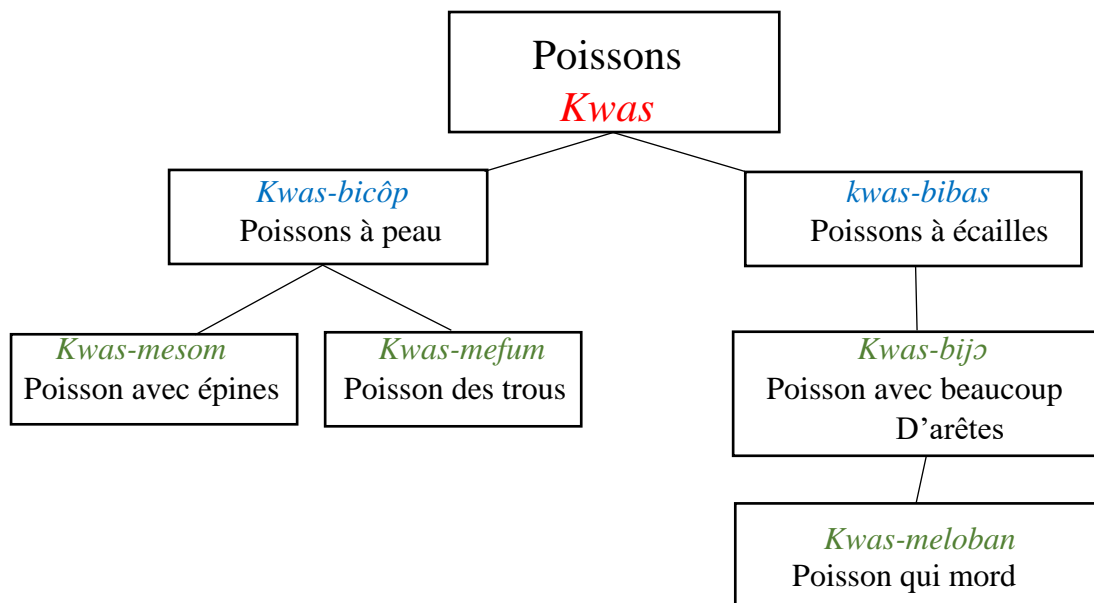 Poissons
Kwas
Kwas-bicôp
Poissons à peau
kwas-bibas
Poissons à écailles
Kwas-mesom
Poisson avec épines
Kwas-mefum
Poisson des trous
Kwas-bijɔ
Poisson avec beaucoup
D’arêtes
Kwas-meloban
Poisson qui mord